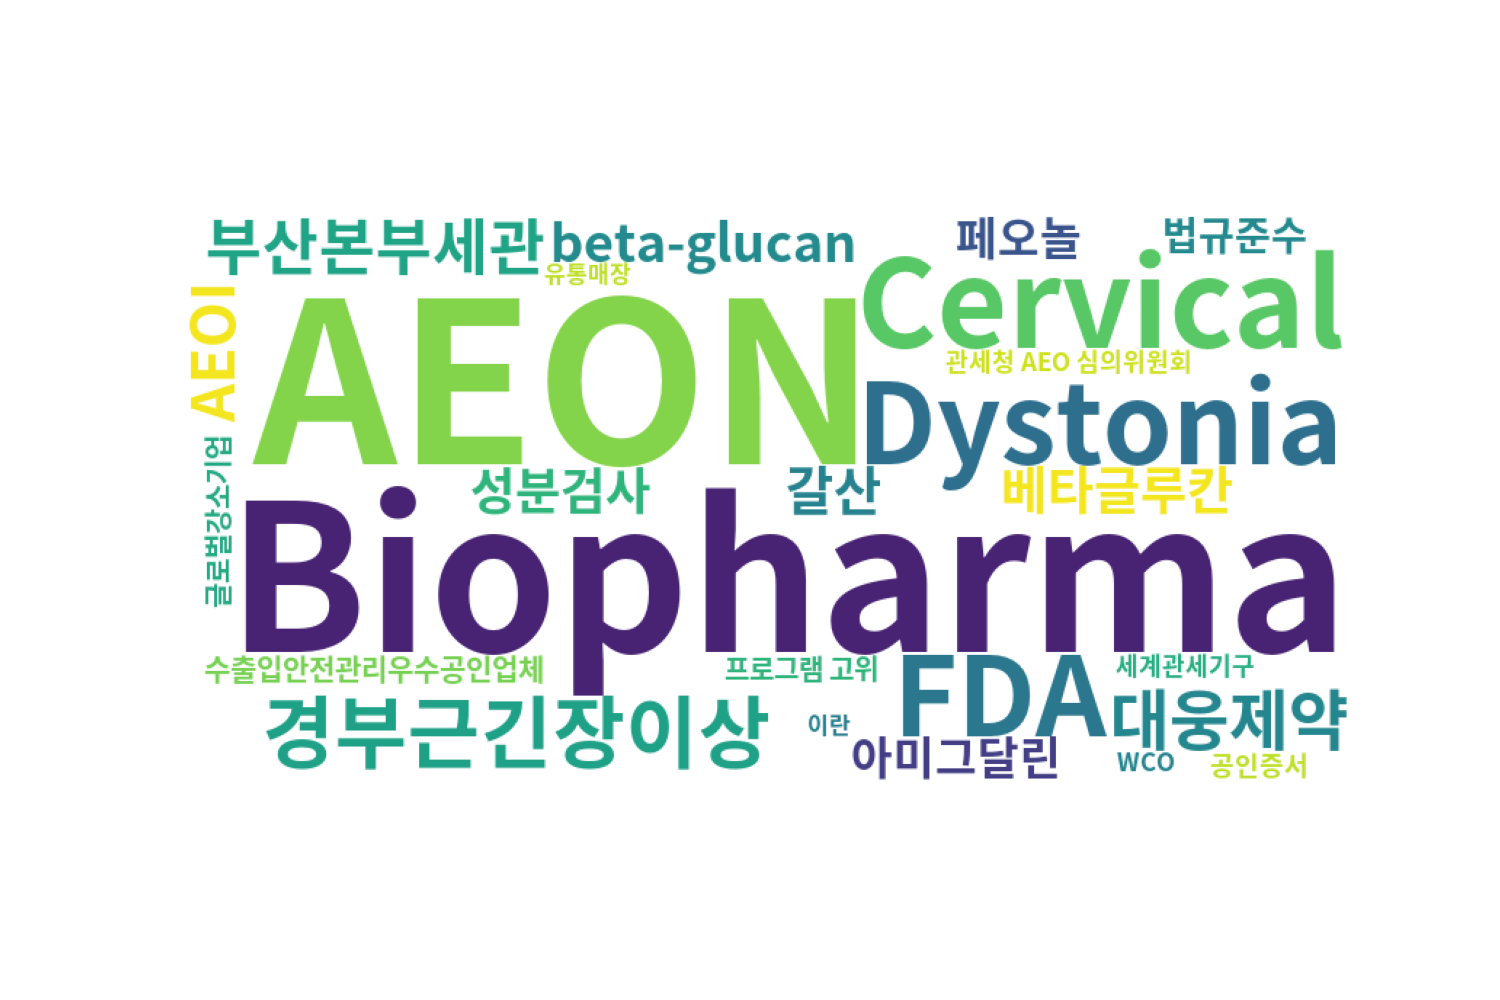 부산본부세관
beta-glucan
페오놀
법규준수
유통매장
AEOI
AEON
Cervical
관세청 AEO 심의위원회
Dystonia
글로벌강소기업
성분검사
갈산
베타글루칸
Biopharma
수출입안전관리우수공인업체
프로그램 고위
FDA
세계관세기구
경부근긴장이상
이란
아미그달린
대웅제약
WCO
공인증서